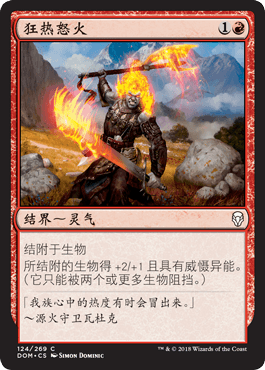 狂热怒火 1
结界～灵气
结附于生物
所结附的生物得 +2/+1 且具有威慑异能。
（它只能被两个或更多生物阻挡。）
「我族心中的热度有时会冒出来。」
～源火守卫瓦杜克
124/269 C
DOM • CS SIMON DOMINIC ™ & © 2018 Wizards of the Coast